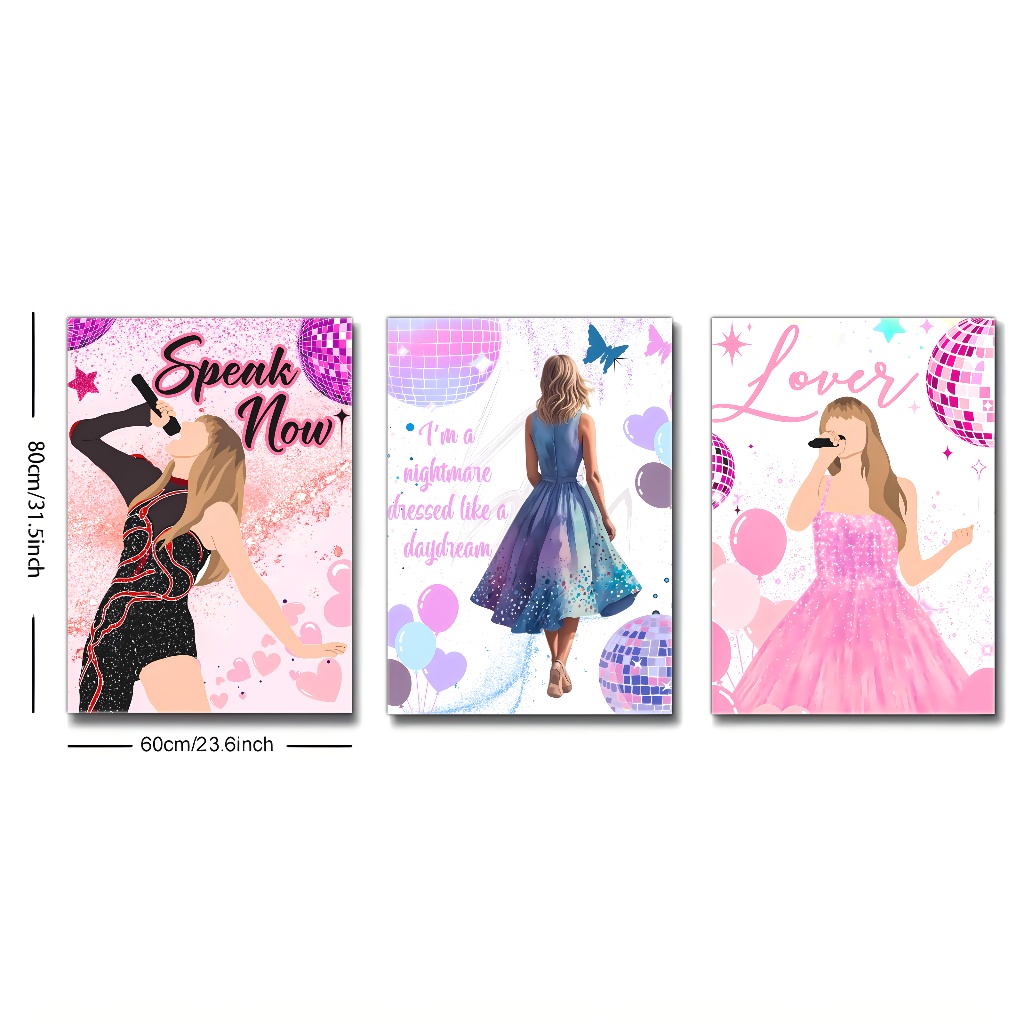 Speak
Now
I'm a
nightmare
dressed like a
daydream
Lover
80cm/31.5inch
60cm/23.6inch